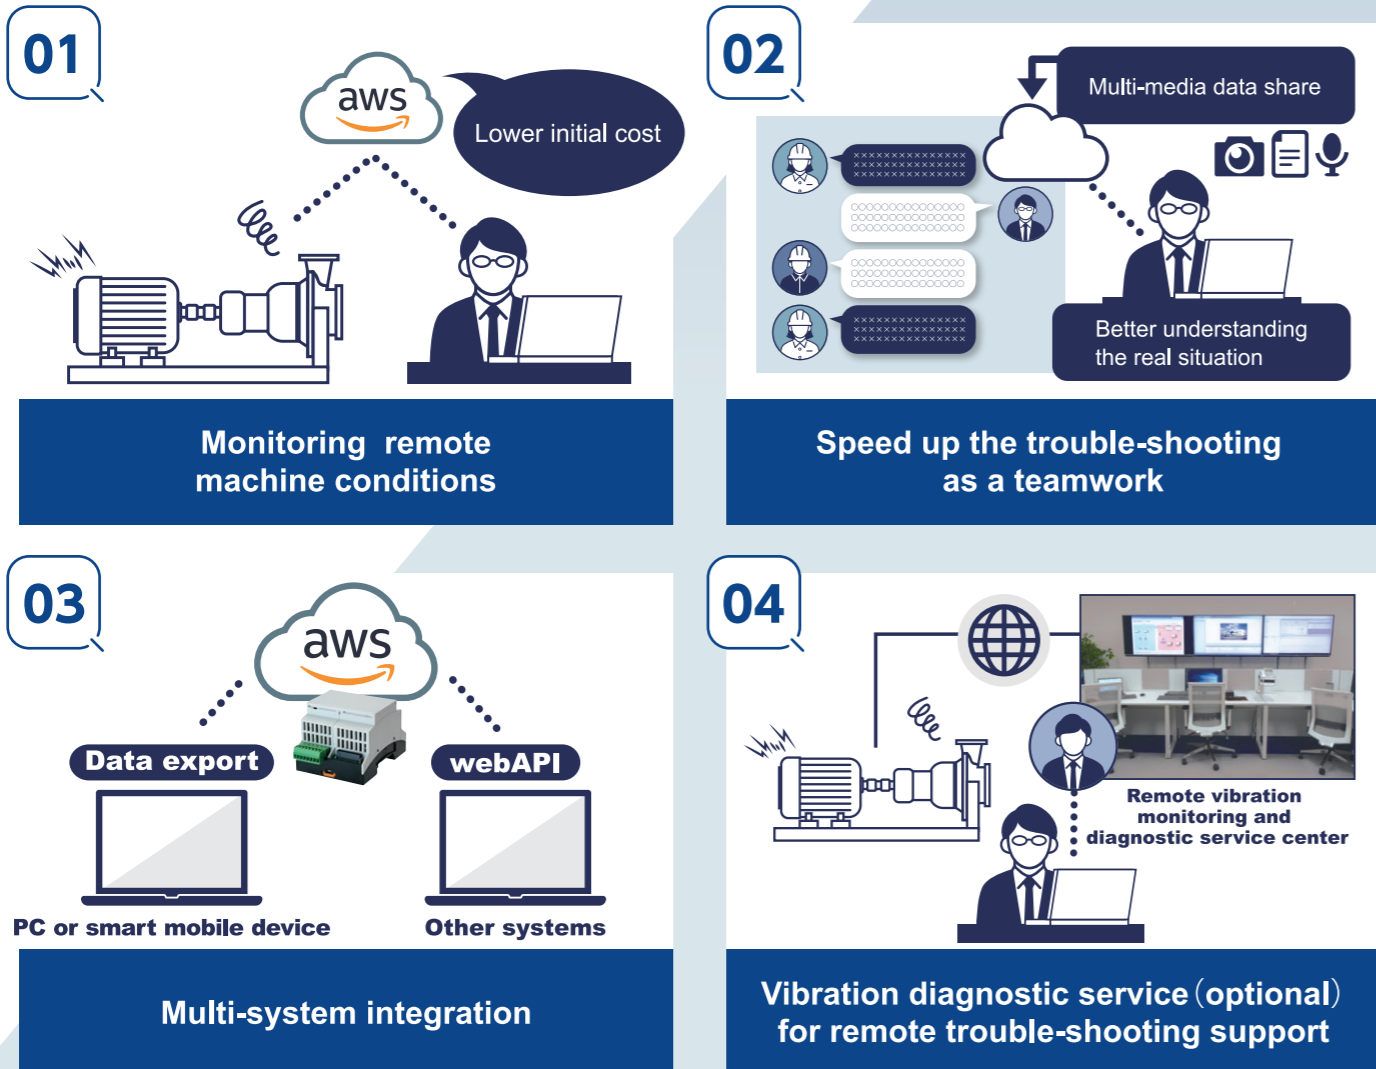 01
aws
Lower initial cost
Monitoring remote
machine conditions
02
Multi-media data share
××××××××××××××
××××××××××××××
××××××××××××××
○○○○○○○○○○○○○○
○○○○○○○○○○○○○○
○○○○○○○○○○○○○○
○○○○○○○○○○○○○○
○○○○○○○○○○○○○○
○○○○○○○○○○○○○○
××××××××××××××
××××××××××××××
××××××××××××××
Better understanding
the real situation
Speed up the trouble-shooting
as a teamwork
03
aws
Data export
webAPI
PC or smart mobile device
Other systems
Multi-system integration
04
Remote vibration
monitoring and
diagnostic service center
Vibration diagnostic service（optional）
for remote trouble-shooting support